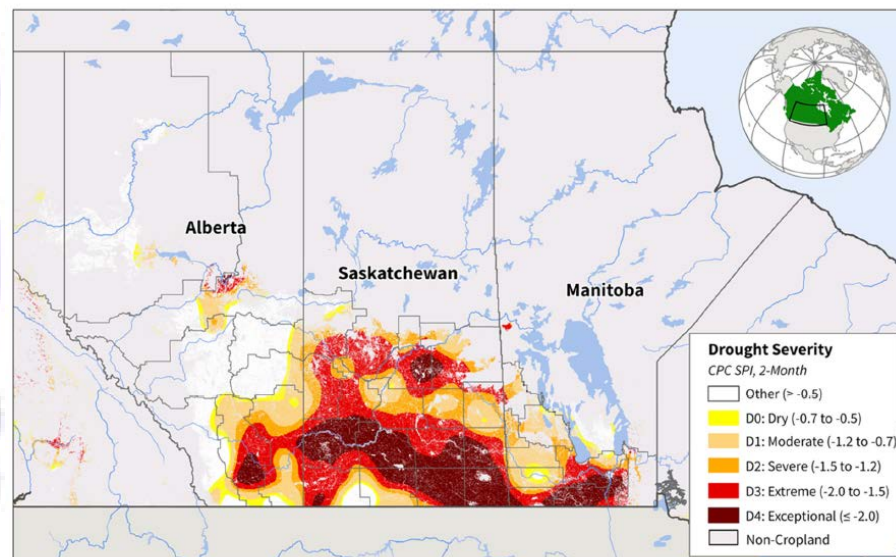 Alberta
Saskatchewan
Manitoba
Drought Severity
CPC SPI, 2-Month
Other (> -0.5)
D0: Dry (-0.7 to -0.5)
D1: Moderate (-1.2 to -0.7)
D2: Severe (-1.5 to -1.2)
D3: Extreme (-2.0 to -1.5)
D4: Exceptional (≤ -2.0)
Non-Cropland